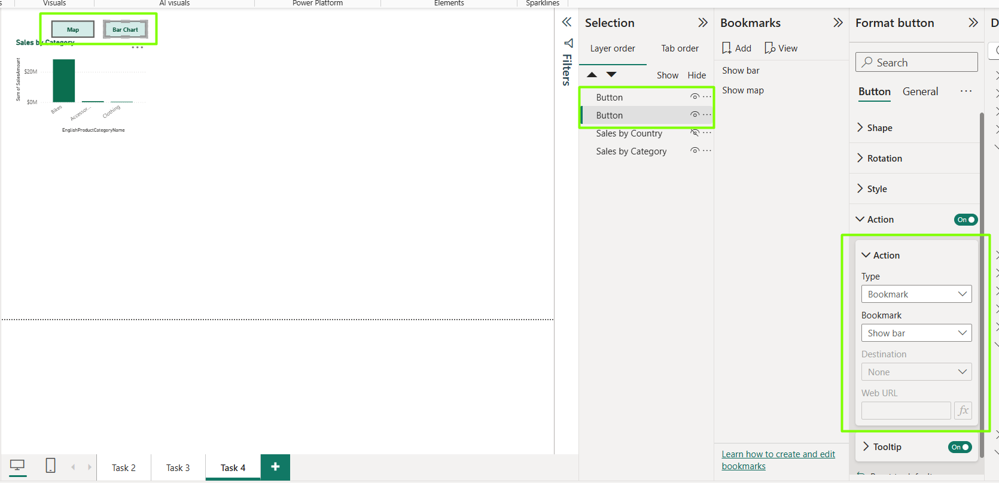 Visuals
AI visuals
Power Platform
Elements
Sparklines
Map
Bar Chart
Sales by Category
Sum of SalesAmount
$20M
$0M
Bikes
Accessor...
Clothing
EnglishProductCategoryName
Filters
Selection
Layer order
Tab order
Show
Hide
Button
Button
Sales by Country
Sales by Category
Bookmarks
Add
View
Show bar
Show map
Learn how to create and edit
bookmarks
Format button
Search
Button
General
Shape
Rotation
Style
Action
On
Action
Type
Bookmark
Bookmark
Show bar
Destination
None
Web URL
fx
Tooltip
On
Task 2
Task 3
Task 4